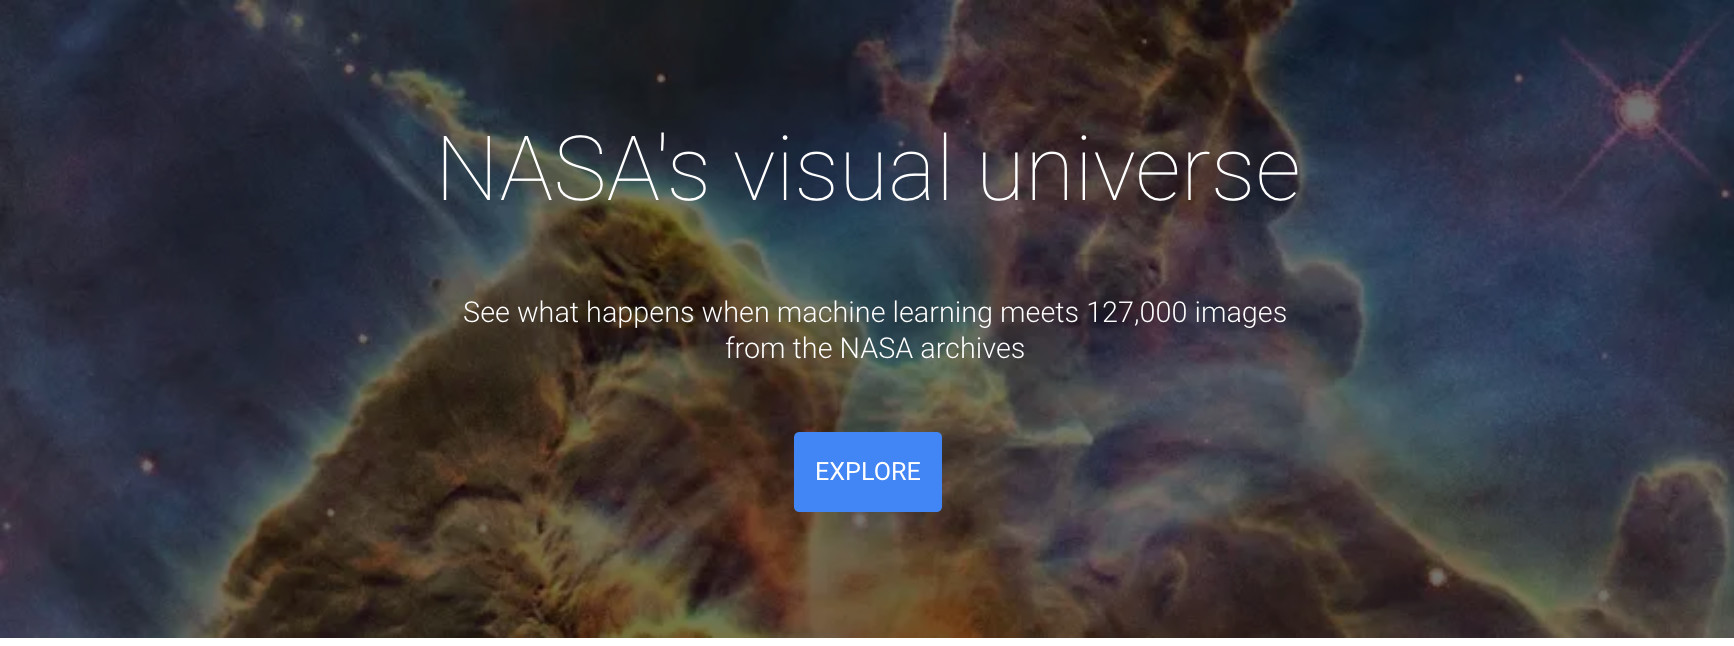 NASA's visual universe
See what happens when machine learning meets 127,000 images
from the NASA archives
EXPLORE